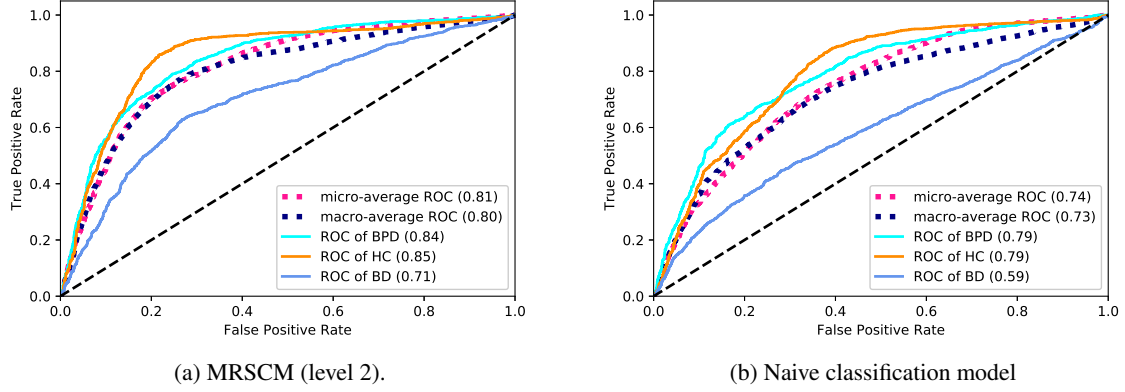 1.0
0.8
0.6
0.4
0.2
0.0
True Positive Rate
micro-average ROC (0.81)
macro-average ROC (0.80)
ROC of BPD (0.84)
ROC of HC (0.85)
ROC of BD (0.71)
0.0 0.2 0.4 0.6 0.8 1.0
False Positive Rate
(a) MRSCM (level 2).
1.0
0.8
0.6
0.4
0.2
0.0
True Positive Rate
micro-average ROC (0.74)
macro-average ROC (0.73)
ROC of BPD (0.79)
ROC of HC (0.79)
ROC of BD (0.59)
0.0 0.2 0.4 0.6 0.8 1.0
False Positive Rate
(b) Naive classification model